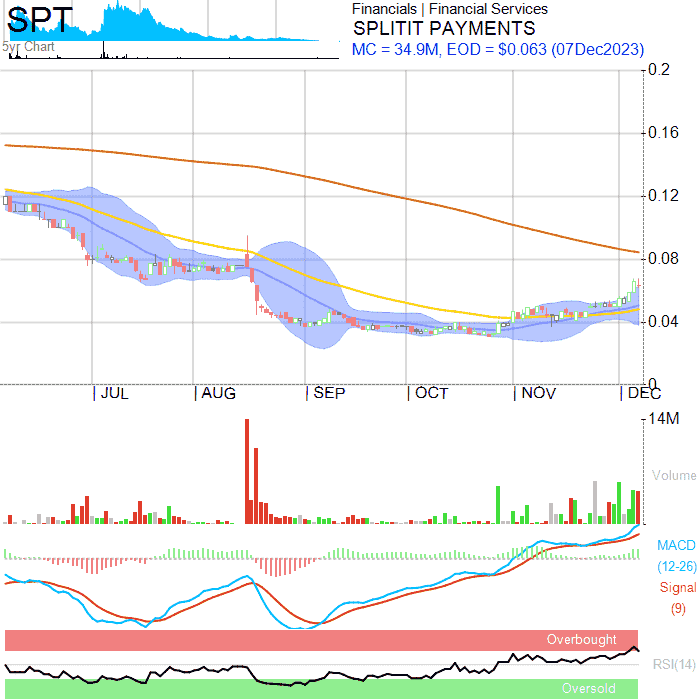 SPT
5yr Chart
Financials | Financial Services
SPLITIT PAYMENTS
MC = 34.9M, EOD = $0.063 (07Dec2023)
0.2
0.16
0.12
0.08
0.04
0
JUL AUG SEP OCT NOV DEC
14M
Volume
MACD
(12-26)
Signal
(9)
Overbought
RSI(14)
Oversold